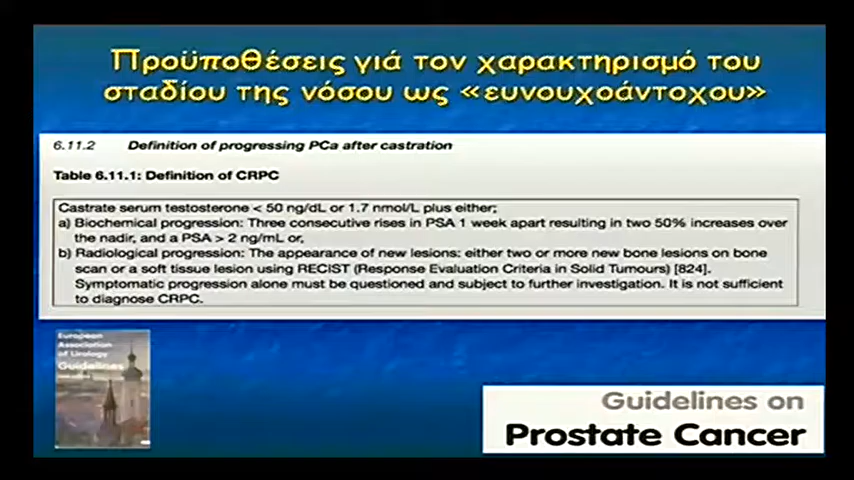 Προϋποθέσεις γιά τον χαρακτηρισμό του
σταδίου της νόσου ως «ευνουχοάντοχου»
6.11.2 Definition of progressing PCa after castration
Table 6.11.1: Definition of CRPC
Castrate serum testosterone < 50 ng/dL or 1.7 nmol/L plus either;
a) Biochemical progression: Three consecutive rises in PSA 1 week apart resulting in two 50% increases over
the nadir, and a PSA > 2 ng/mL or,
b) Radiological progression: The appearance of new lesions: either two or more new bone lesions on bone
scan or a soft tissue lesion using RECIST (Response Evaluation Criteria in Solid Tumours) [824].
Symptomatic progression alone must be questioned and subject to further investigation. It is not sufficient
to diagnose CRPC.
European
Association
of Urology
Guidelines
Guidelines on
Prostate Cancer